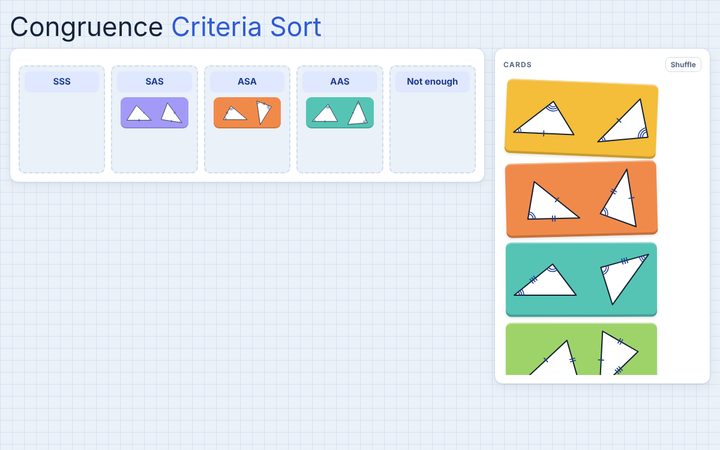 Congruence Criteria Sort
SSS
SAS
ASA
AAS
Not enough
CARDS
Shuffle